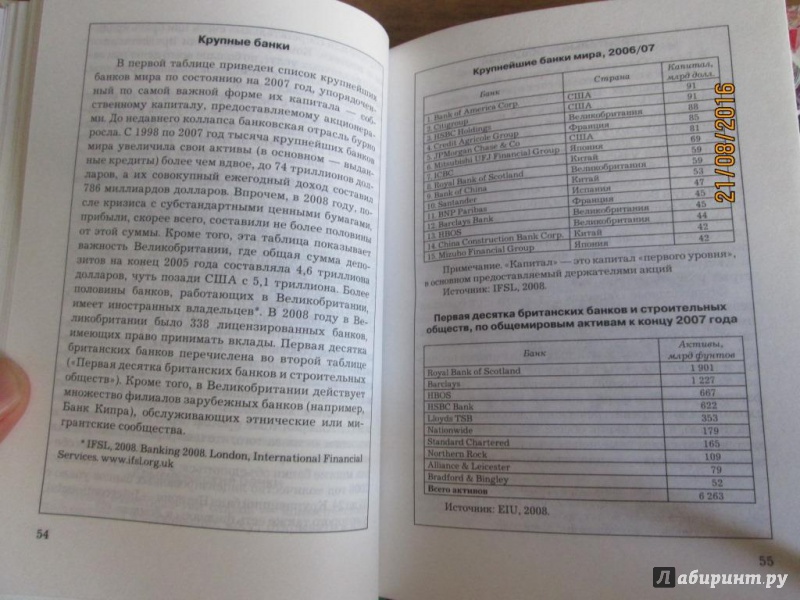 Крупные банки
В первой таблице приведен список крупнейших
банков мира по состоянию на 2007 год, упорядочен-
ный по самой важной форме их капитала — соб-
ственному капиталу, предоставляемому акционера-
ми. До недавнего коллапса банковская отрасль бурно
росла. С 1998 по 2007 год тысяча крупнейших банков
мира увеличила свои активы (в основном — выдан-
ные кредиты) более чем вдвое, до 74 триллионов дол-
ларов, а их совокупный ежегодный доход составил
786 миллиардов долларов. Впрочем, в 2008 году, по-
сле кризиса с субстандартными ценными бумагами,
прибыли, скорее всего, составили не более половины
от этой суммы. Кроме того, эта таблица показывает
важность Великобритании, где общая сумма депо-
зитов на конец 2005 года составляла 4,6 триллиона
долларов, чуть позади США с 5,1 триллиона. Более
половины банков, работающих в Великобритании,
имеет иностранных владельцев*. В 2008 году в Ве-
ликобритании было 338 лицензированных банков,
имеющих право принимать вклады. Первая десятка
британских банков перечислена во второй таблице
(«Первая десятка британских банков и строительных
обществ»). Кроме того, в Великобритании действует
множество филиалов зарубежных банков (например,
Банк Кипра), обслуживающих этнические или ми-
грантские сообщества.
* IFSL, 2008. Banking 2008. London, International Financial
Services. www.ifsl.org.uk
54
Крупнейшие банки мира, 2006/07
Банк Страна Капитал, млрд долл.
1. Bank of America Corp. США 91
2. Citigroup США 91
3. HSBC Holdings Великобритания 88
4. Credit Agricole Group Франция 85
5. JPMorgan Chase & Co США 81
6. Mitsubishi UFJ Financial Group Япония 69
7. ICBC Китай 59
8. Royal Bank of Scotland Великобритания 59
9. Bank of China Китай 53
10. Santander Испания 47
11. BNP Paribas Франция 45
12. Barclays Bank Великобритания 45
13. HBOS Великобритания 44
14. China Construction Bank Corp. Китай 42
15. Mizuho Financial Group Япония 42
Примечание. «Капитал» — это капитал «первого уровня»,
в основном предоставляемый держателями акций
Источник: IFSL, 2008.
Первая десятка британских банков и строительных
обществ, по общемировым активам к концу 2007 года
Банк Активы, млрд фунтов
Royal Bank of Scotland 1 901
Barclays 1 227
HBOS 667
HSBC Bank 622
Lloyds TSB 353
Nationwide 179
Standard Chartered 165
Northern Rock 109
Alliance & Leicester 79
Bradford & Bingley 52
Всего активов 6 263
Источник: EIU, 2008.
55
21/08/2016
Лабиринт.ру